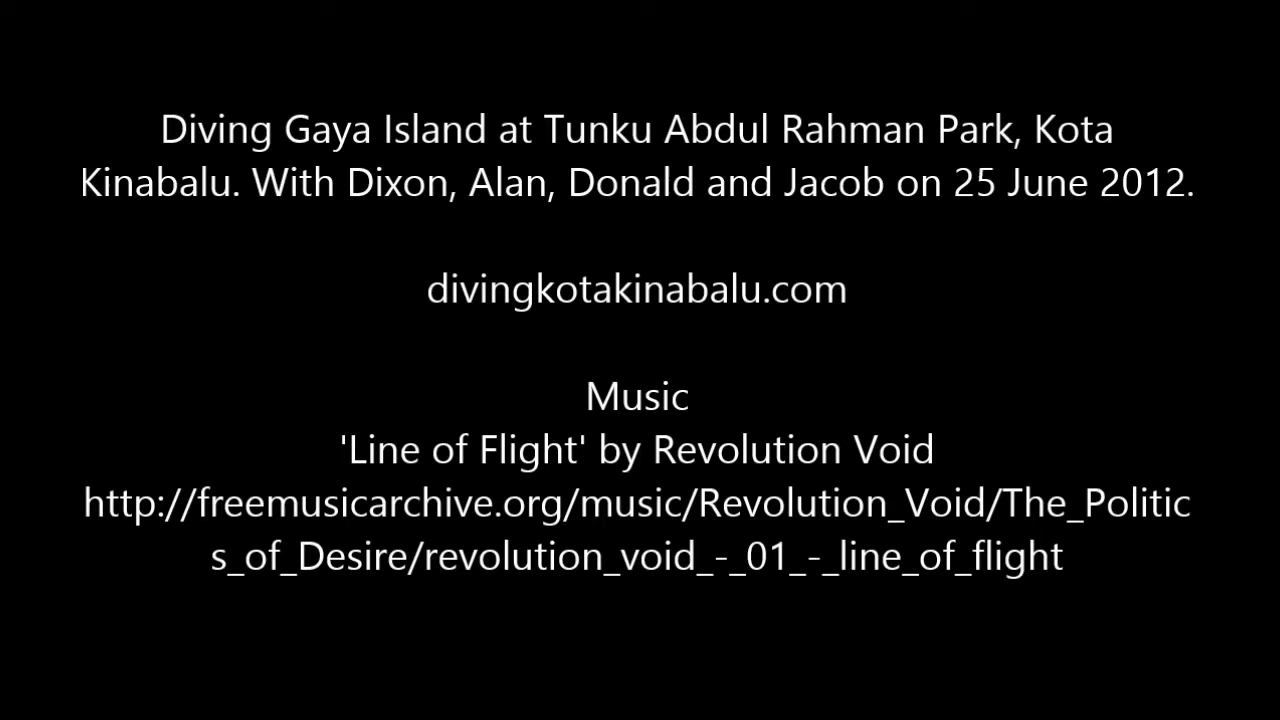 Diving Gaya Island at Tunku Abdul Rahman Park, Kota
Kinabalu. With Dixon, Alan, Donald and Jacob on 25 June 2012.
divingkotakinabalu.com
Music
'Line of Flight' by Revolution Void
http://freemusicarchive.org/music/Revolution_Void/The_Politic
s_of_Desire/revolution_void_-_01_-_line_of_flight